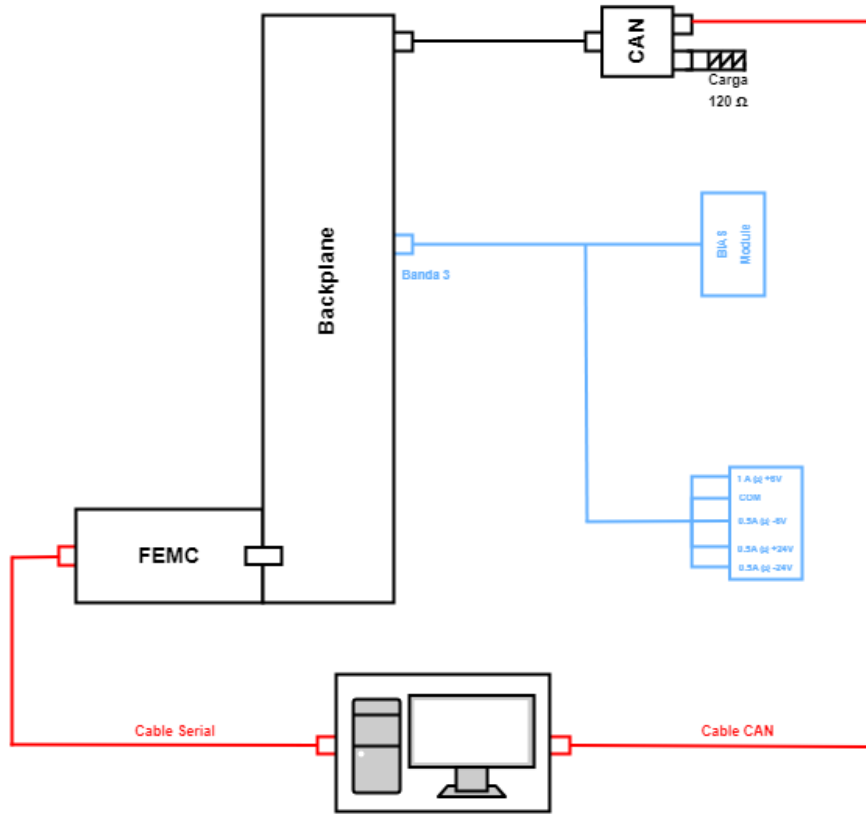 CAN
Carga
120 Ω
Backplane
BIAS
Module
Banda 3
1 A (z) +6V
COM
0.5A (z) -6V
0.5A (z) +24V
0.5A (z) -24V
FEMC
Cable Serial
Cable CAN